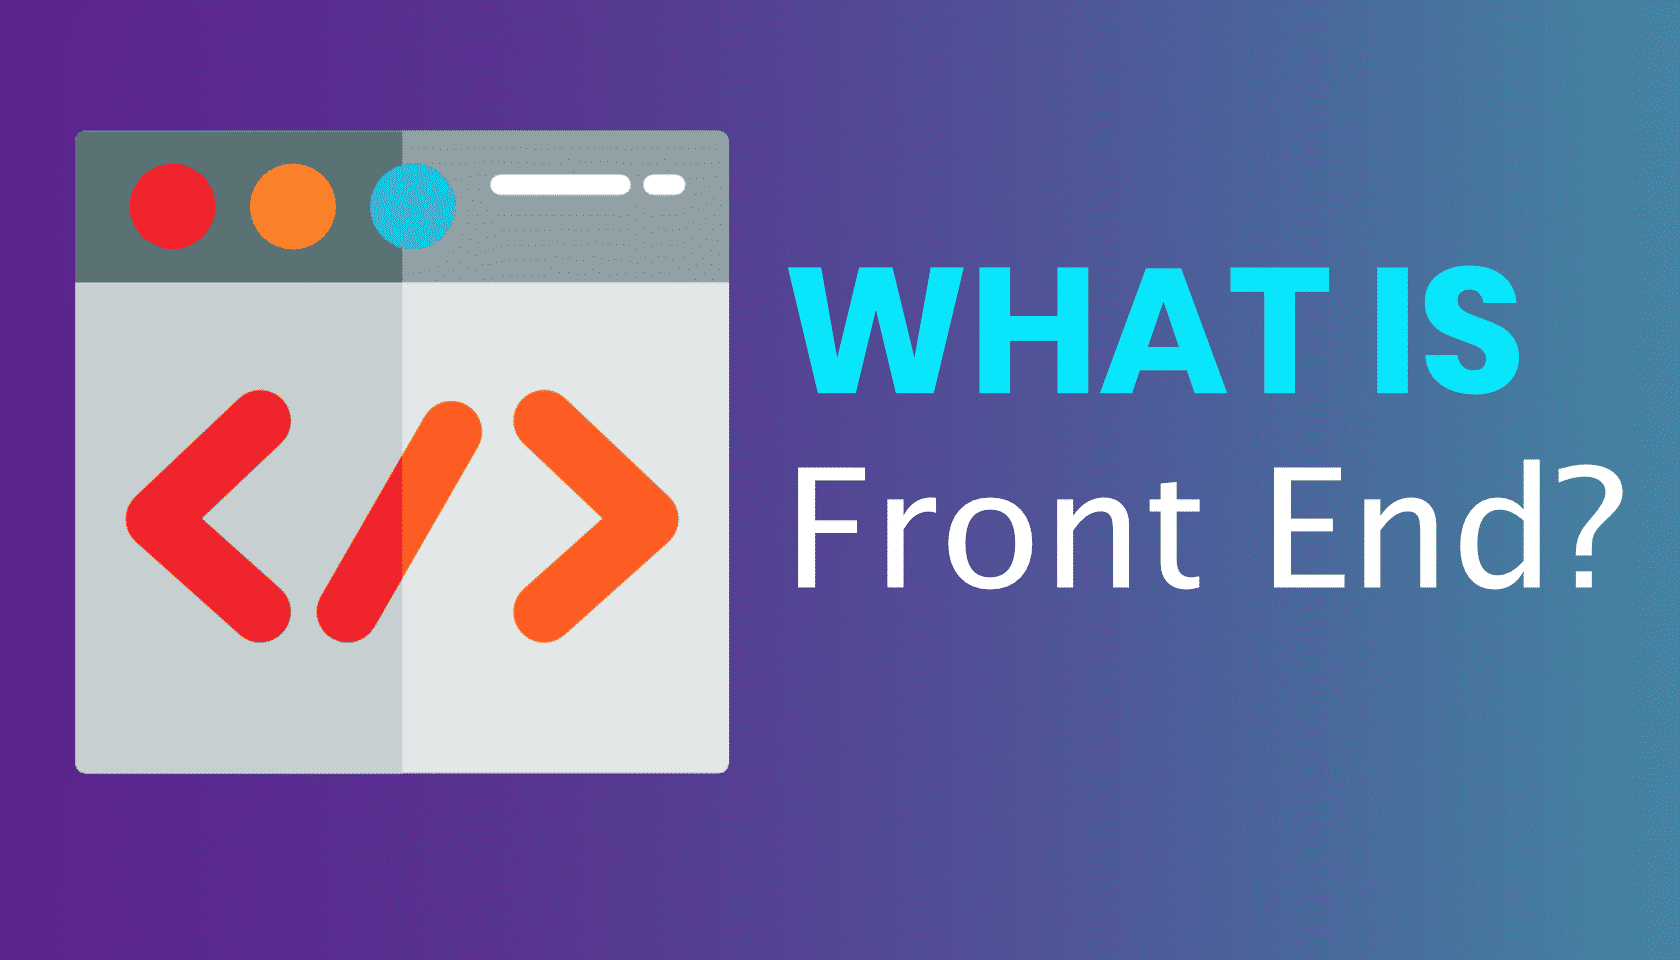 </>
WHAT IS
Front End?